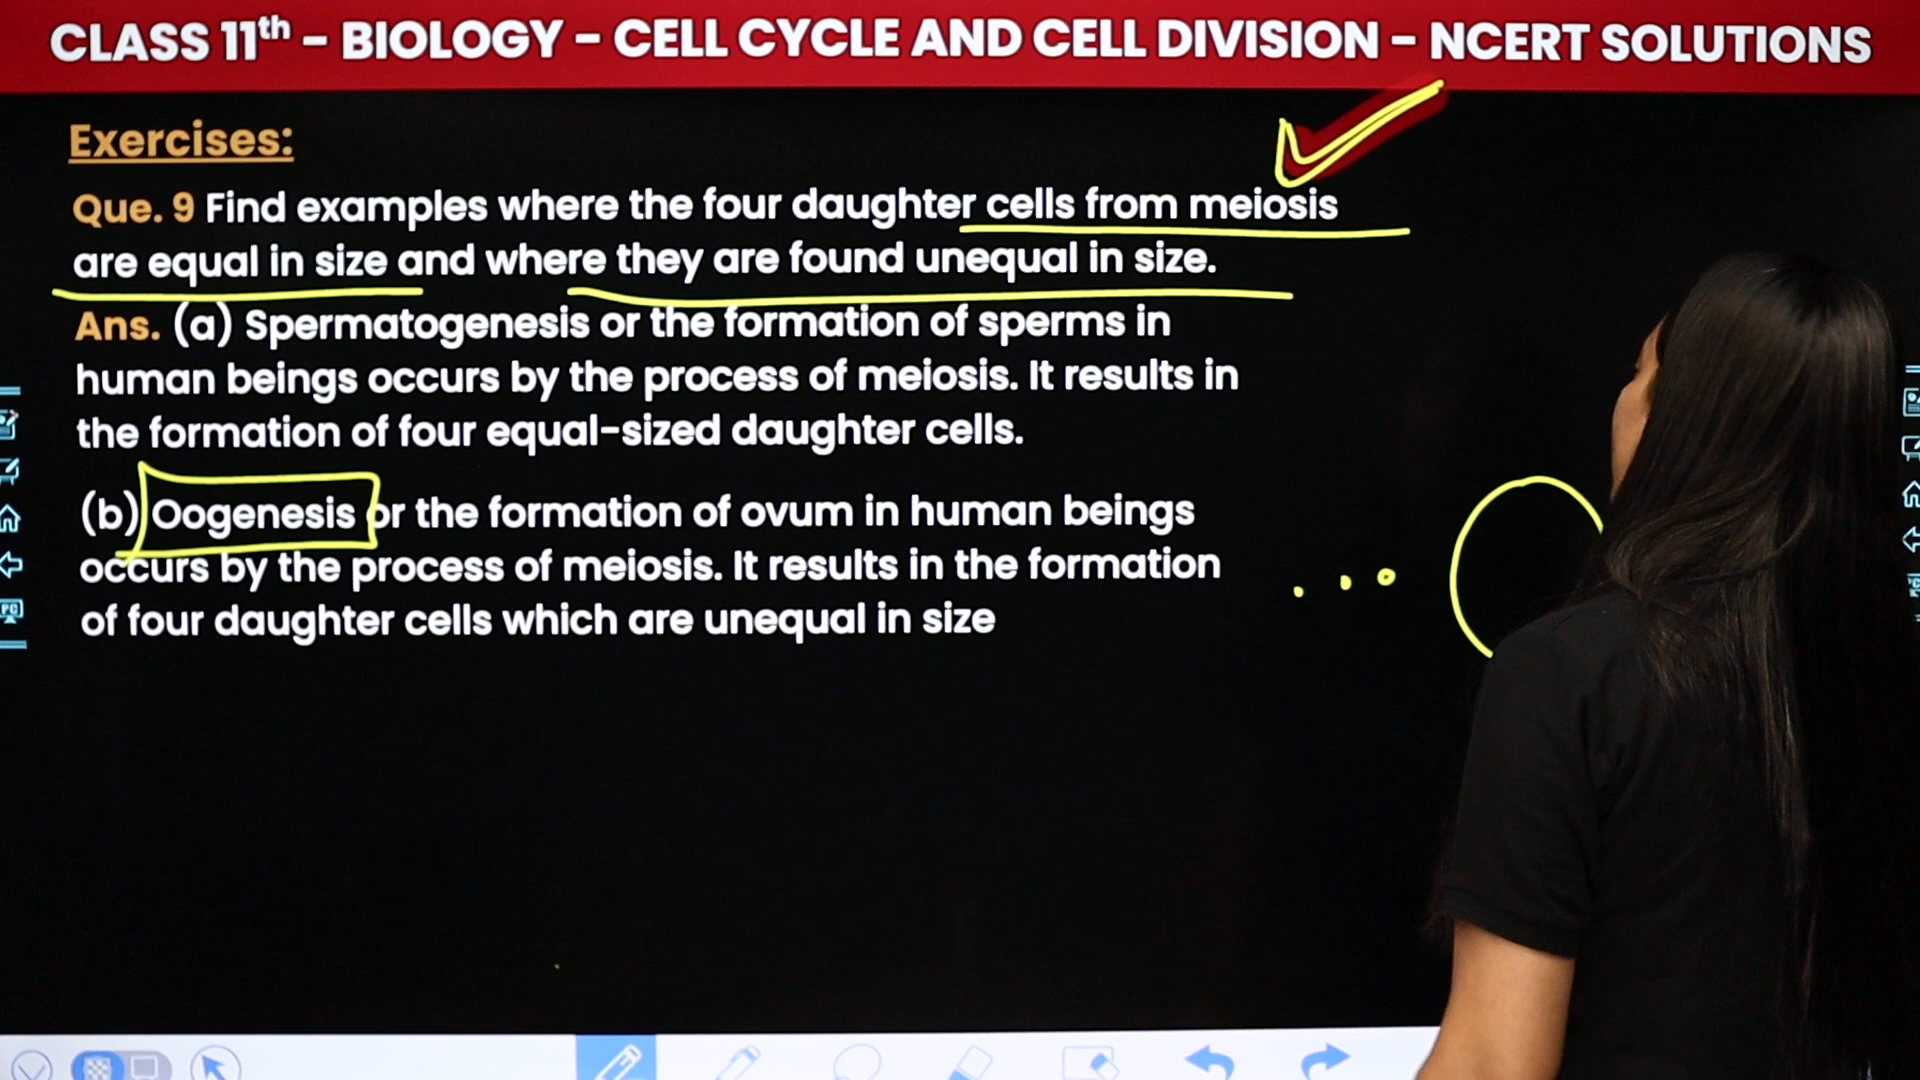 CLASS 11th - BIOLOGY - CELL CYCLE AND CELL DIVISION - NCERT SOLUTIONS
Exercises:
Que. 9 Find examples where the four daughter cells from meiosis
are equal in size and where they are found unequal in size.
Ans. (a) Spermatogenesis or the formation of sperms in
human beings occurs by the process of meiosis. It results in
the formation of four equal-sized daughter cells.
(b) Oogenesis or the formation of ovum in human beings
occurs by the process of meiosis. It results in the formation
of four daughter cells which are unequal in size
PC